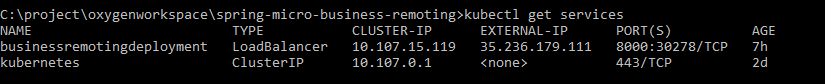 C:\project\oxygenworkspace\spring-micro-business-remoting>kubectl get services
NAME TYPE CLUSTER-IP EXTERNAL-IP PORT(S) AGE
businessremotingdeployment LoadBalancer 10.107.15.119 35.236.179.111 8000:30278/TCP 7h
kubernetes ClusterIP 10.107.0.1 <none> 443/TCP 2d